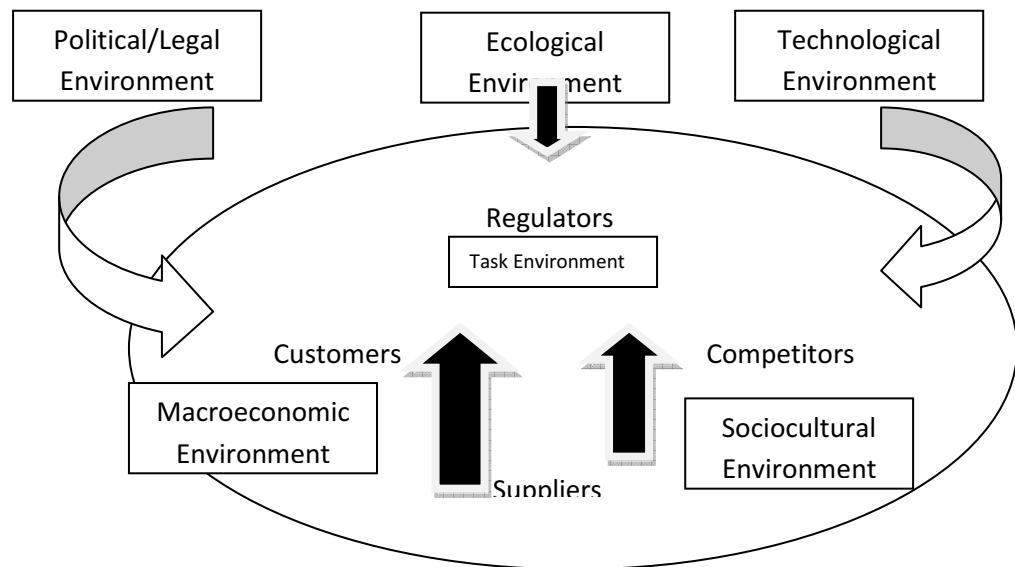 Political/Legal
Environment
Ecological
Environment
Technological
Environment
Regulators
Task Environment
Customers
Competitors
Macroeconomic
Environment
Sociocultural
Environment
Suppliers